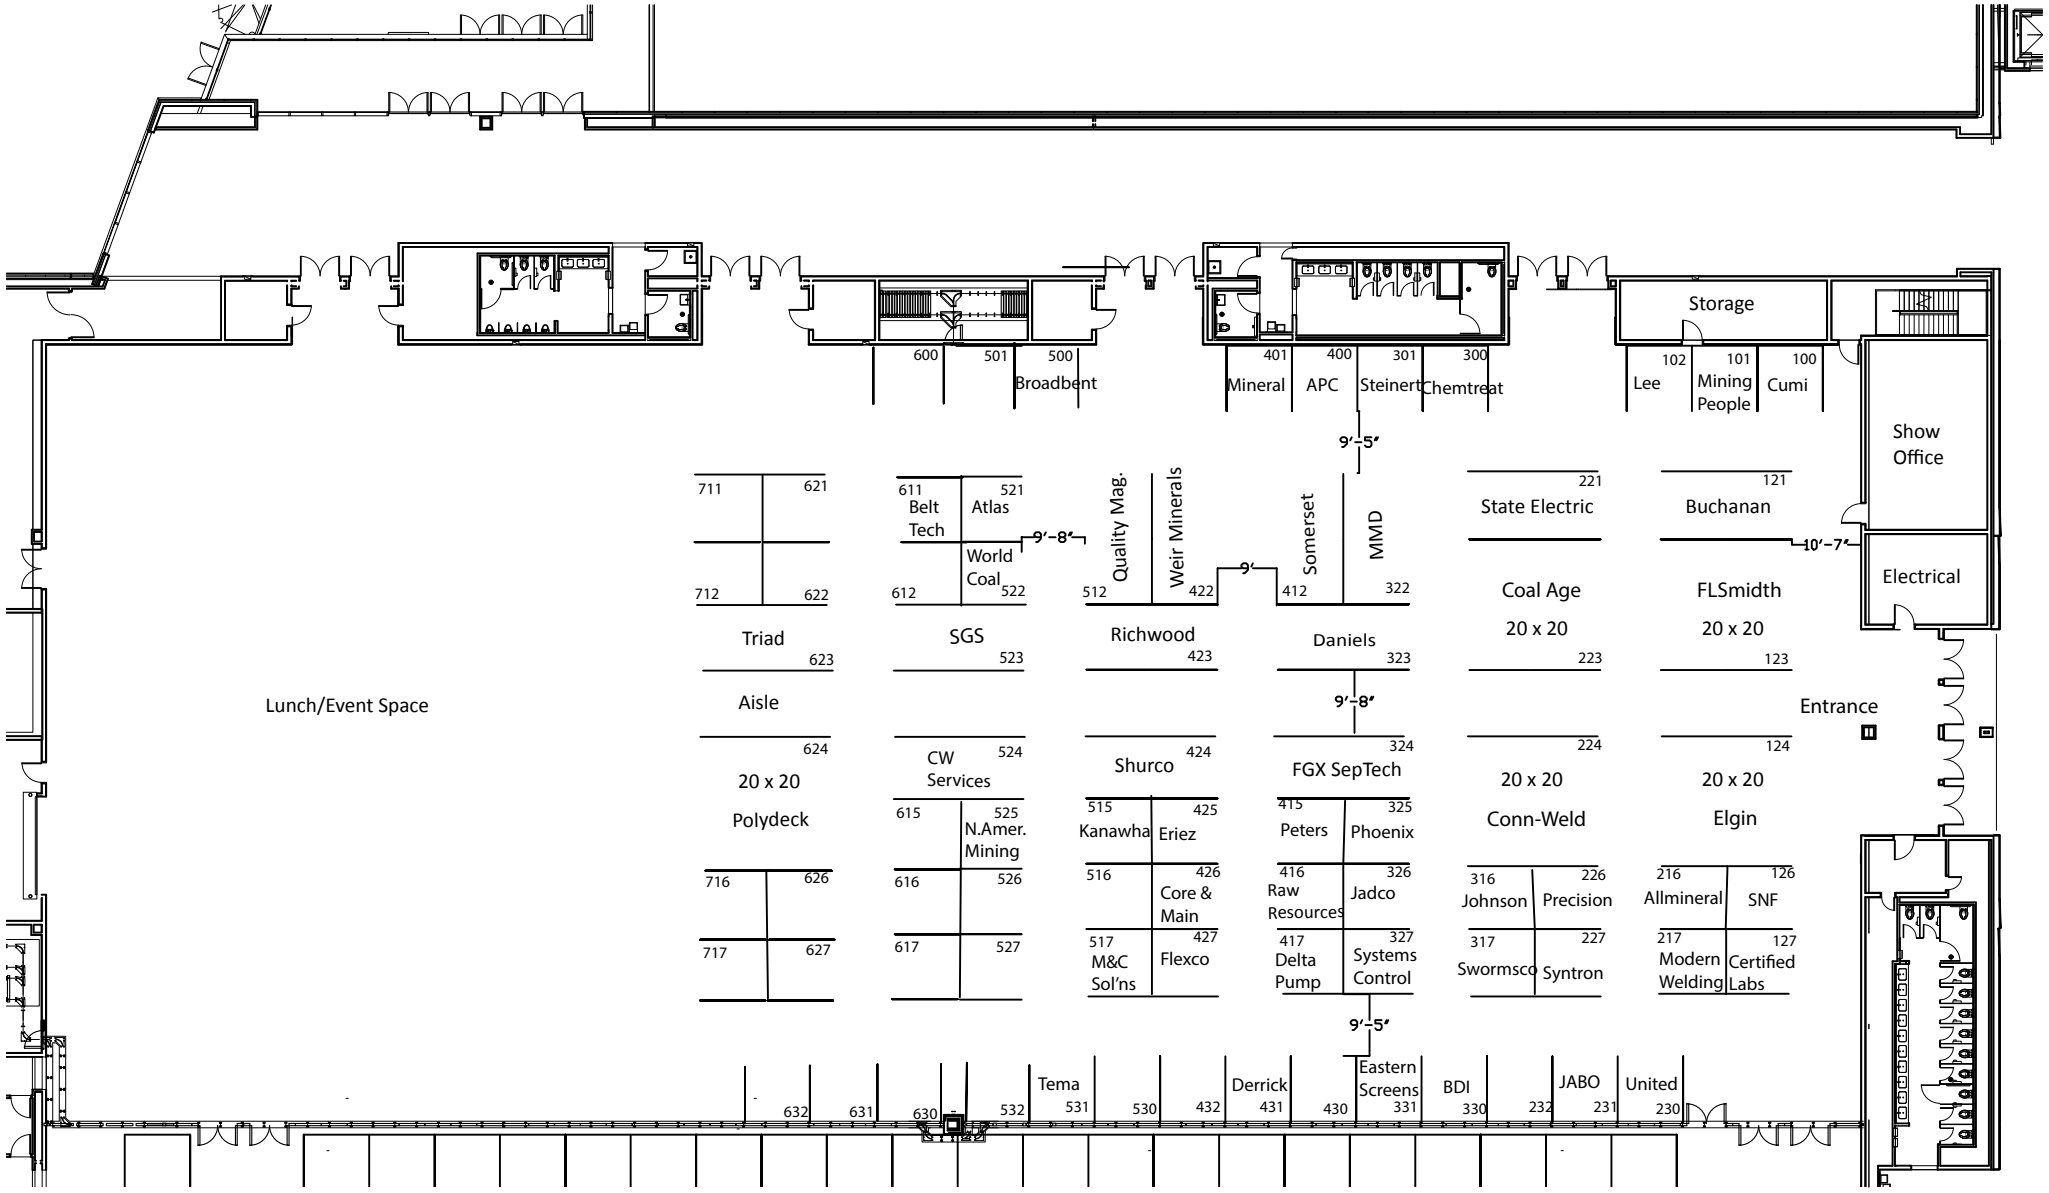 Storage
600
501
500
Broadbent
401
400
301
300
Mineral
APC
Steinert
Chemtreat
102
101
100
Lee
Mining
People
Cumi
Show
Office
9'-5"
711
621
611
521
Belt
Tech
Atlas
World
Coal
9'-8"
Quality Mag.
Weir Minerals
Somerset
MMD
221
State Electric
121
Buchanan
10'-7"
Electrical
9'
712
622
612
522
512
422
412
322
Coal Age
20 x 20
FLSmidth
20 x 20
Triad
623
SGS
523
Richwood
423
Daniels
323
223
123
Lunch/Event Space
Aisle
9'-8"
Entrance
624
20 x 20
Polydeck
CW
Services
524
424
Shurco
324
FGX SepTech
224
20 x 20
Conn-Weld
124
20 x 20
Elgin
615
525
N.Amer.
Mining
515
425
Kanawha
Eriez
415
325
Peters
Phoenix
716
626
616
526
516
426
Core &
Main
416
326
Raw
Resources
Jadco
316
226
Johnson
Precision
216
126
Allmineral
SNF
717
627
617
527
517
427
M&C
Sol'ns
Flexco
417
327
Delta
Pump
Systems
Control
317
227
Swormsco
Syntron
217
127
Modern
Welding
Certified
Labs
9'-5"
Tema
Derrick
Eastern
Screens
BDI
JABO
United
632
631
630
532
531
530
432
431
430
331
330
232
231
230